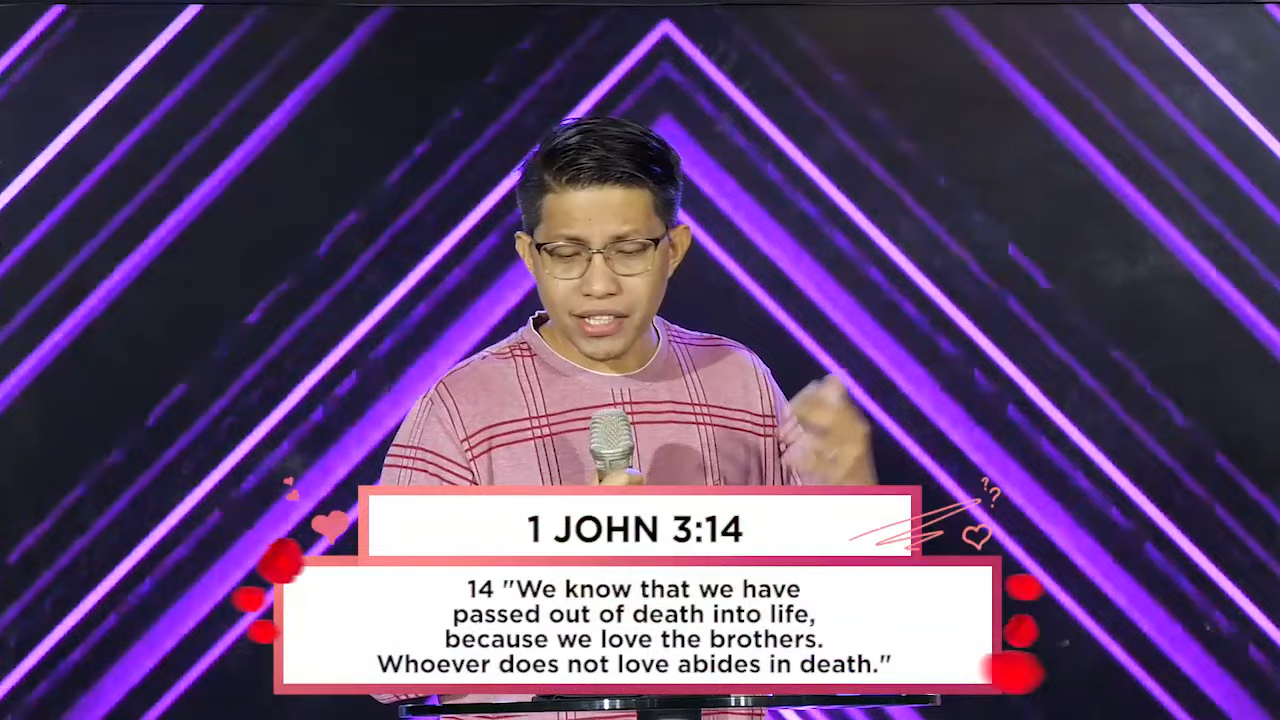 1 JOHN 3:14
14 "We know that we have
passed out of death into life,
because we love the brothers.
Whoever does not love abides in death."
??